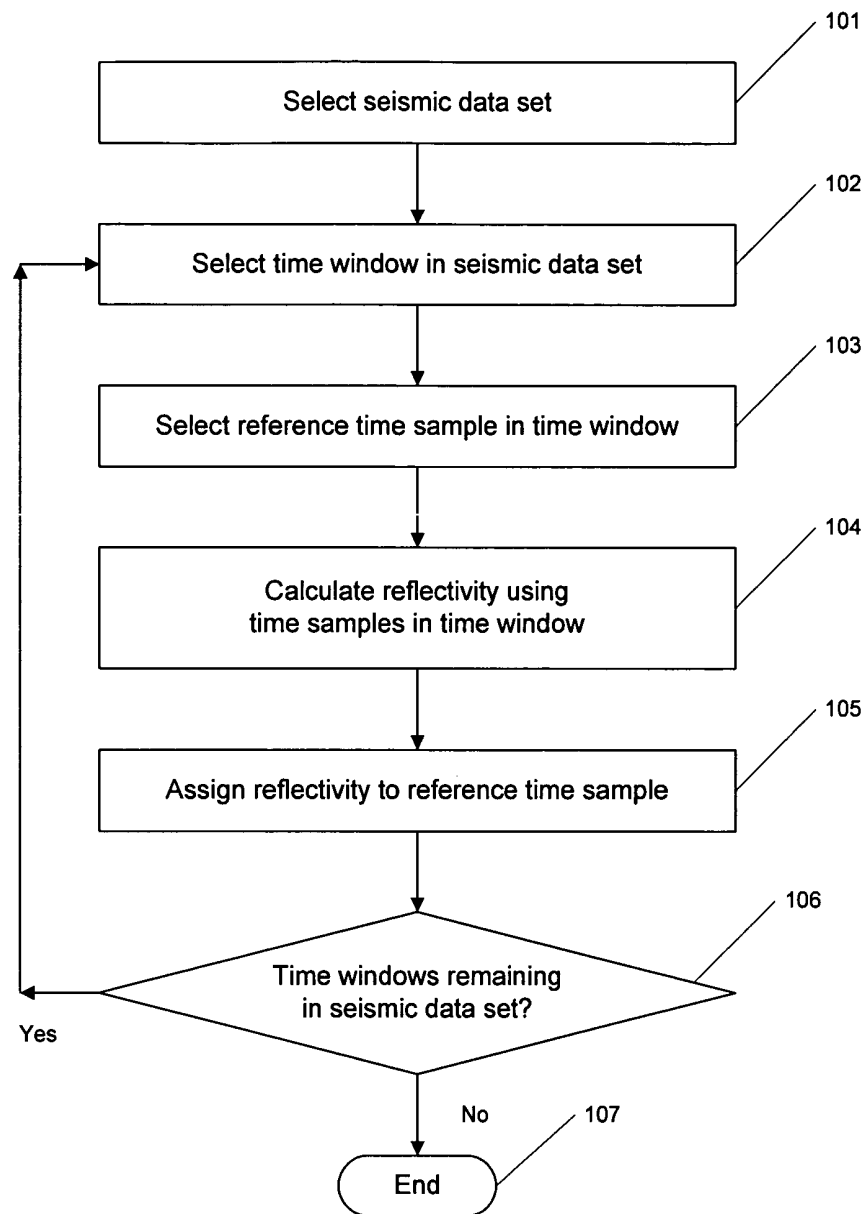 101
Select seismic data set
102
Select time window in seismic data set
103
Select reference time sample in time window
104
Calculate reflectivity using
time samples in time window
105
Assign reflectivity to reference time sample
106
Time windows remaining
in seismic data set?
Yes
No
107
End